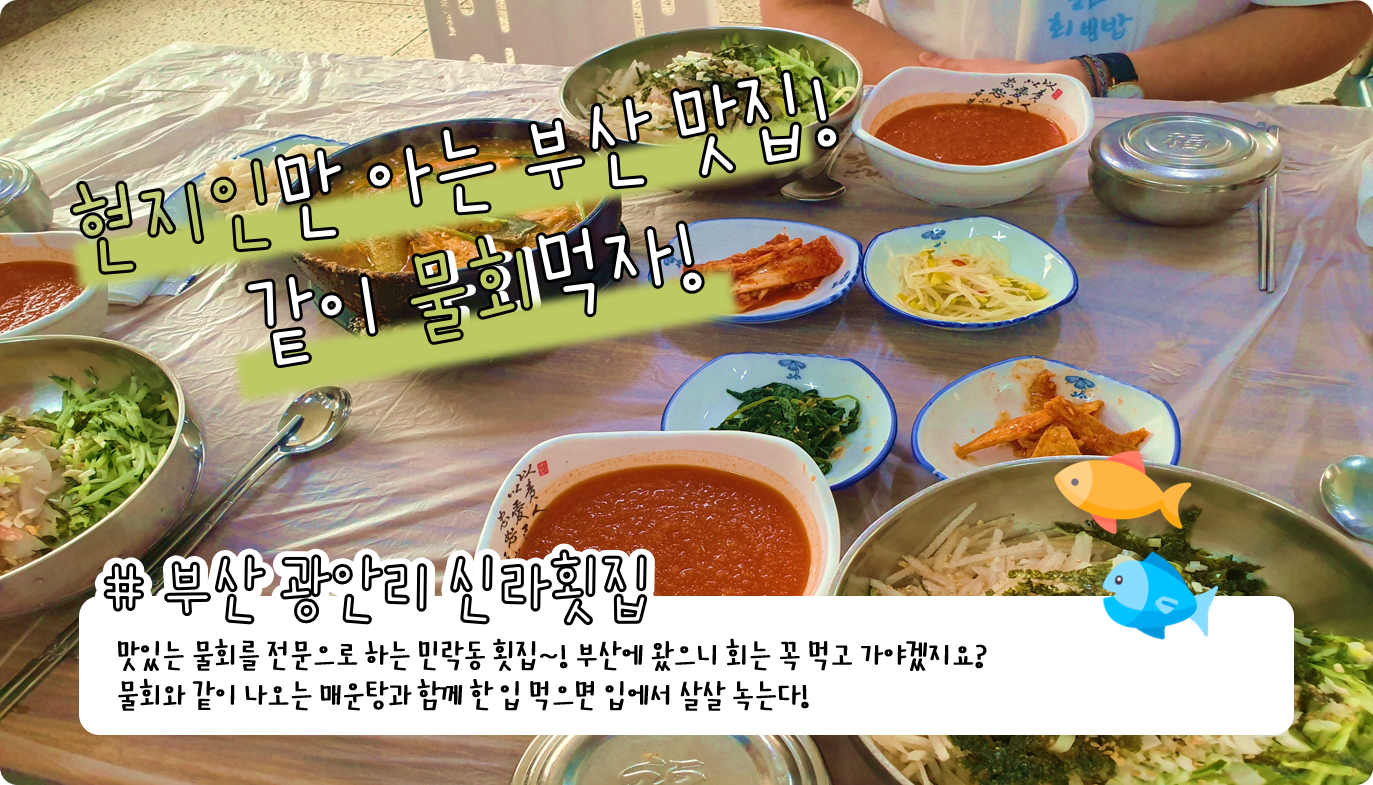 회덮밥
현지인만 아는 부산 맛집!
같이 물회먹자!
# 부산 광안리 신라횟집
맛있는 물회를 전문으로 하는 민락동 횟집~! 부산에 왔으니 회는 꼭 먹고 가야겠지요?
물회와 같이 나오는 매운탕과 함께 한 입 먹으면 입에서 살살 녹는다!